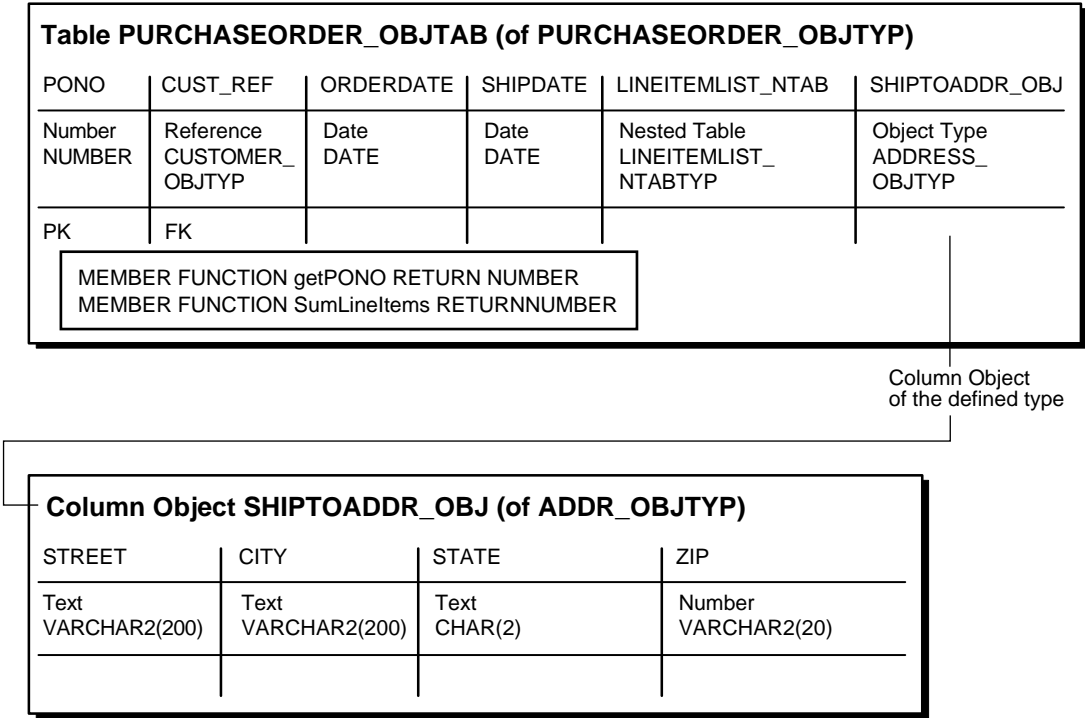 Table PURCHASEORDER_OBJTAB (of PURCHASEORDER_OBJTYP)
PONO CUST_REF ORDERDATE SHIPDATE LINEITEMLIST_NTAB SHIPTOADDR_OBJ
Number Reference Date Date Nested Table Object Type
NUMBER CUSTOMER_ DATE DATE LINEITEMLIST_ ADDRESS_
OBJTYP NTABTYP OBJTYP
PK FK
MEMBER FUNCTION getPONO RETURN NUMBER
MEMBER FUNCTION SumLineItems RETURNNUMBER
Column Object
of the defined type
Column Object SHIPTOADDR_OBJ (of ADDR_OBJTYP)
STREET CITY STATE ZIP
Text Text Text Number
VARCHAR2(200) VARCHAR2(200) CHAR(2) VARCHAR2(20)